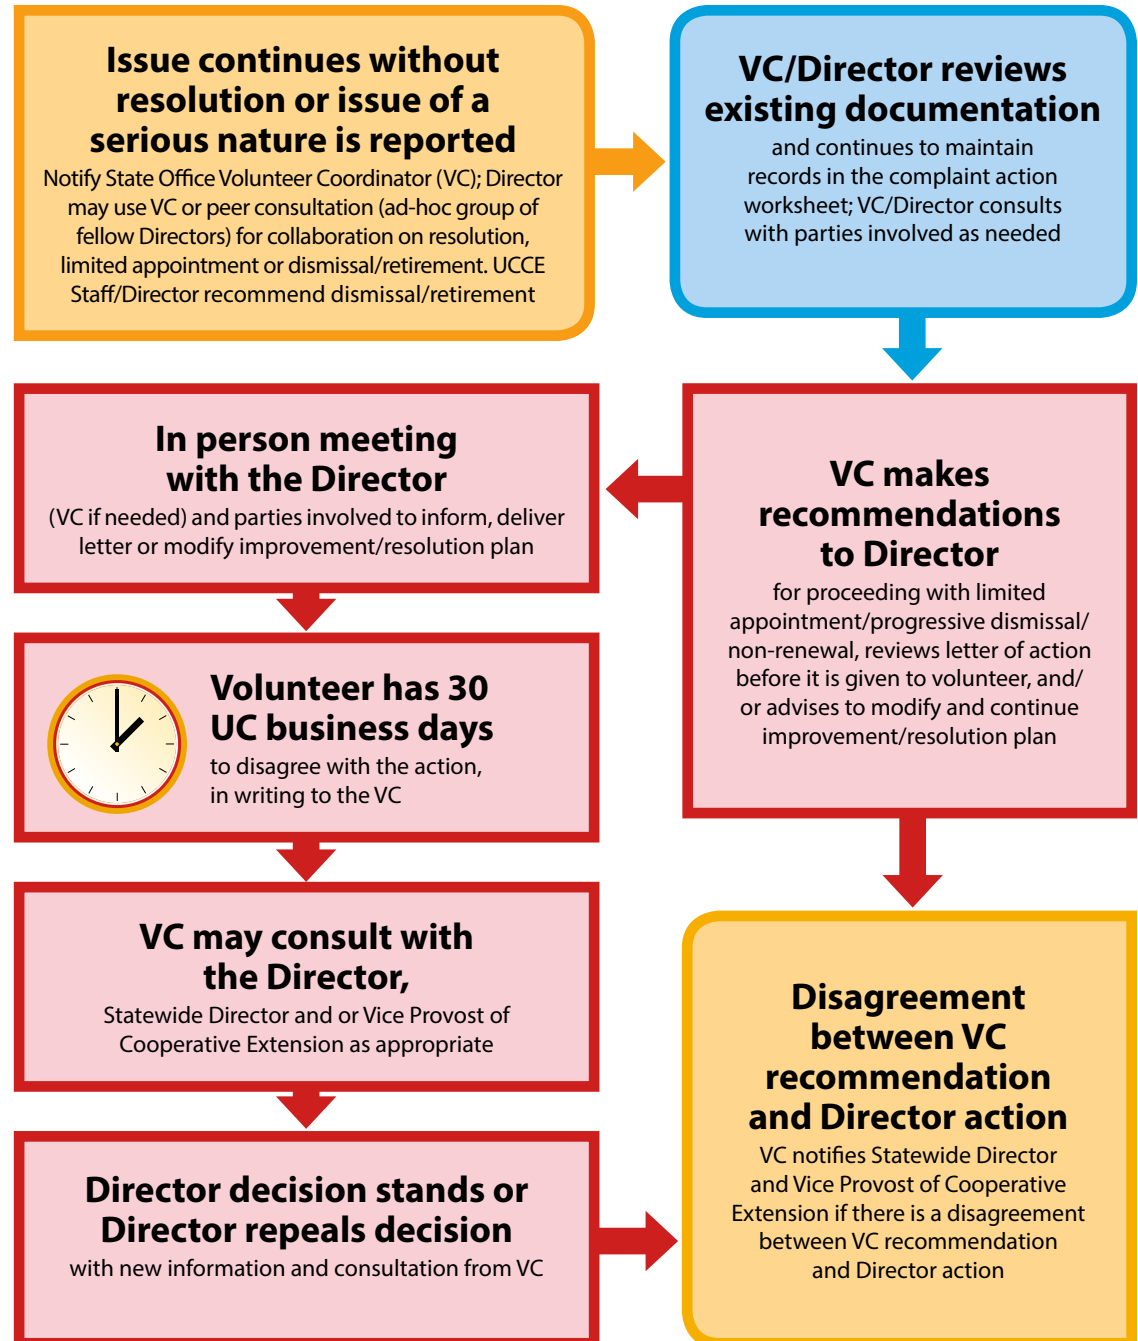 Issue continues without
resolution or issue of a
serious nature is reported
Notify State Office Volunteer Coordinator (VC); Director
may use VC or peer consultation (ad-hoc group of
fellow Directors) for collaboration on resolution,
limited appointment or dismissal/retirement. UCCE
Staff/Director recommend dismissal/retirement
VC/Director reviews
existing documentation
and continues to maintain
records in the complaint action
worksheet; VC/Director consults
with parties involved as needed
VC makes
recommendations
to Director
for proceeding with limited
appointment/progressive dismissal/
non-renewal, reviews letter of action
before it is given to volunteer, and/
or advises to modify and continue
improvement/resolution plan
In person meeting
with the Director
(VC if needed) and parties involved to inform, deliver
letter or modify improvement/resolution plan
Volunteer has 30
UC business days
to disagree with the action,
in writing to the VC
VC may consult with
the Director,
Statewide Director and or Vice Provost of
Cooperative Extension as appropriate
Director decision stands or
Director repeals decision
with new information and consultation from VC
Disagreement
between VC
recommendation
and Director action
VC notifies Statewide Director
and Vice Provost of Cooperative
Extension if there is a disagreement
between VC recommendation
and Director action